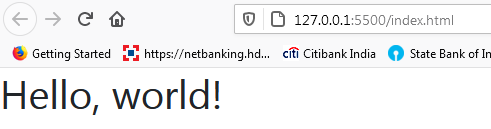 127.0.0.1:5500/index.html
Getting Started https://netbanking.hd... citi Citibank India State Bank of In
Hello, world!